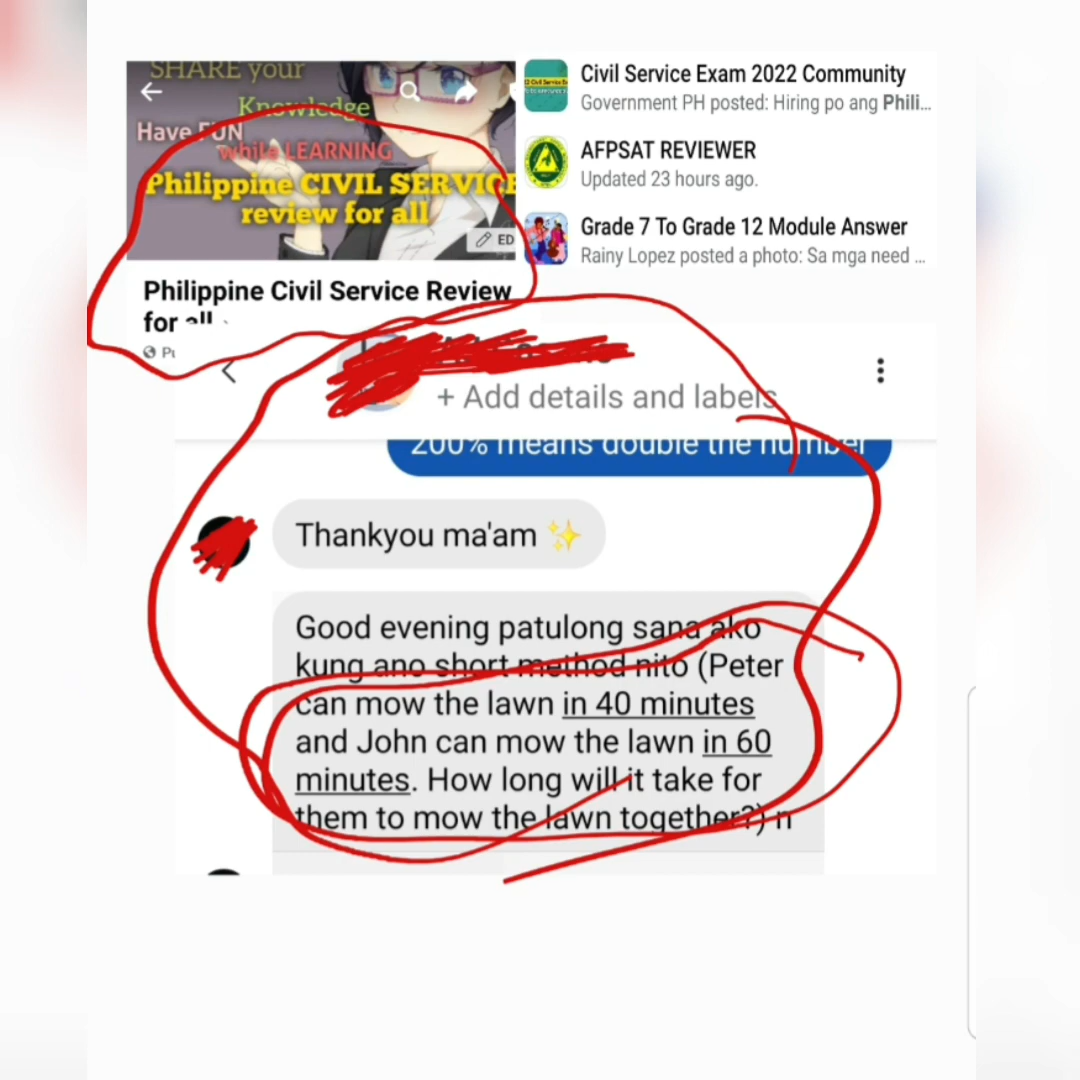 SHARE your
Knowledge
Have FUN
while LEARNING
Philippine CIVIL SERVICE
review for all
ED
Philippine Civil Service Review
for all
Civil Service Exam 2022 Community
Government PH posted: Hiring po ang Phili...
AFPSAT REVIEWER
Updated 23 hours ago.
Grade 7 To Grade 12 Module Answer
Rainy Lopez posted a photo: Sa mga need ...
+ Add details and labels
200% means double the number
Thankyou ma'am ✨
Good evening patulong sana ako
kung ano short method nito (Peter
can mow the lawn in 40 minutes
and John can mow the lawn in 60
minutes. How long will it take for
them to mow the lawn together?) n